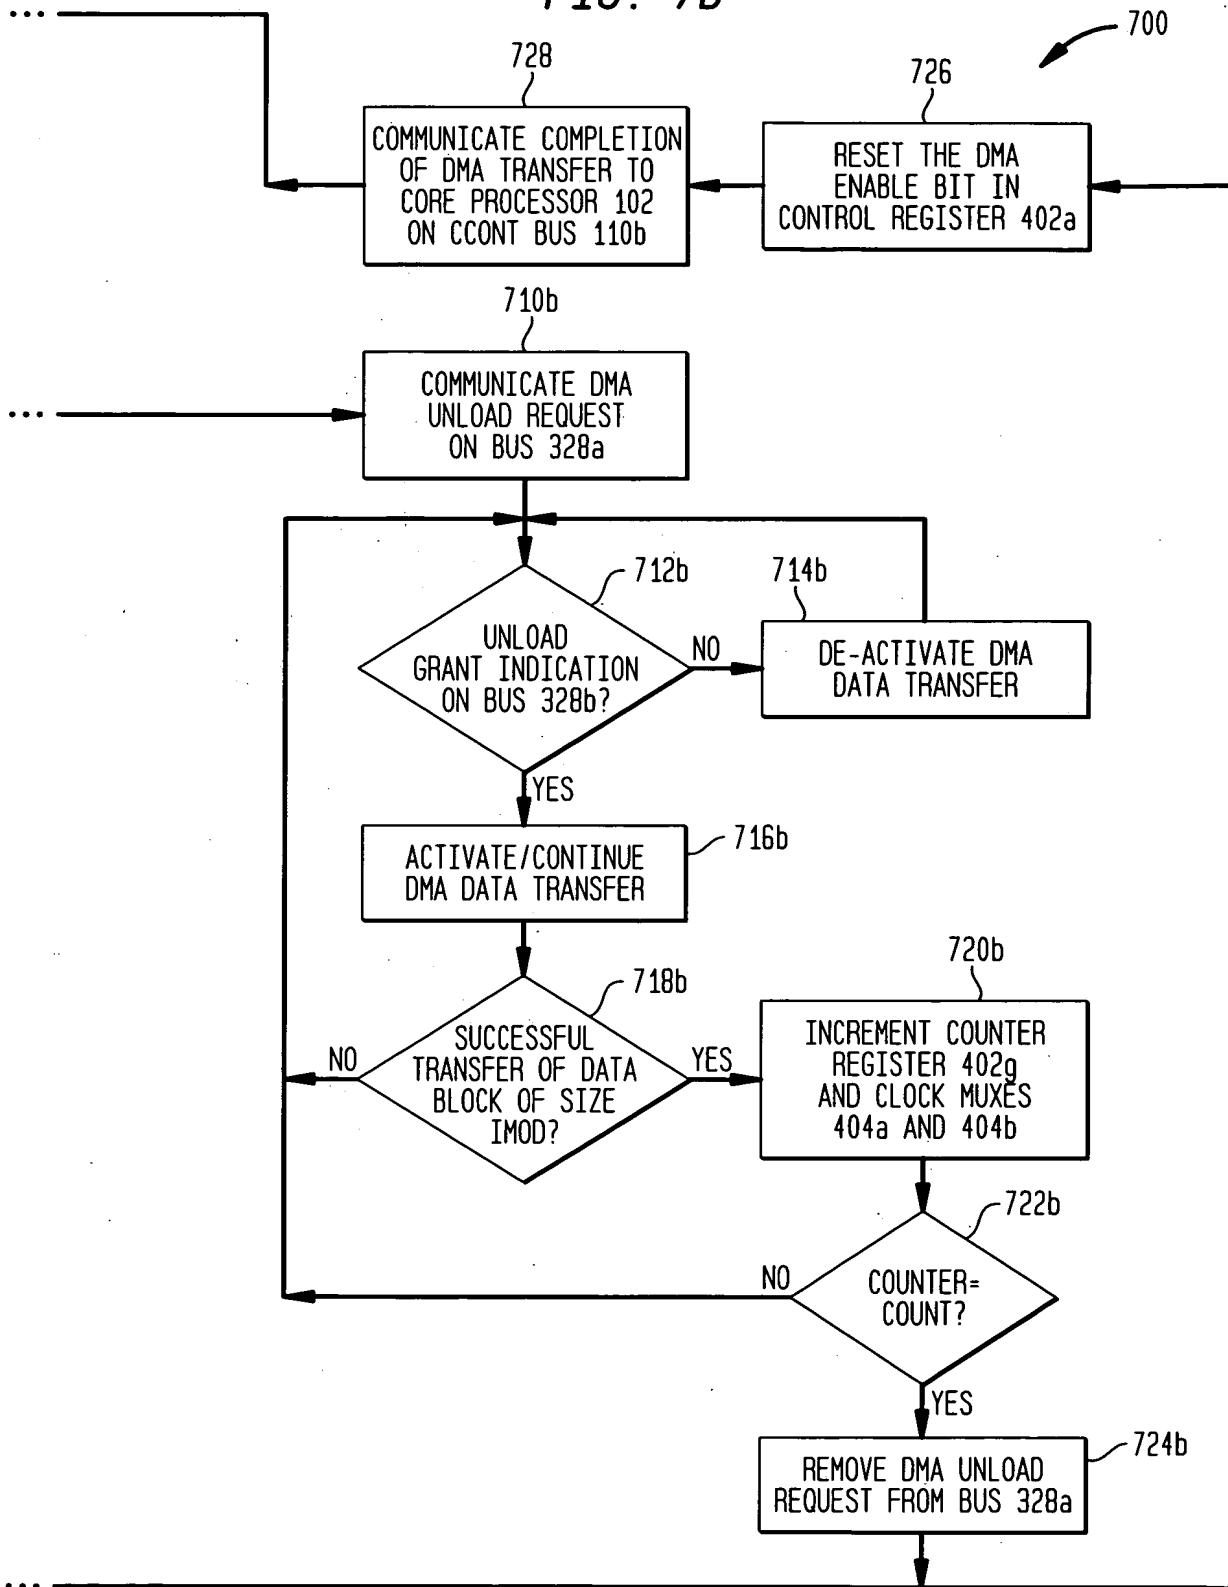 FIG. 7b
...
700
728
726
COMMUNICATE COMPLETION
OF DMA TRANSFER TO
CORE PROCESSOR 102
ON CCONT BUS 110b
RESET THE DMA
ENABLE BIT IN
CONTROL REGISTER 402a
710b
COMMUNICATE DMA
UNLOAD REQUEST
ON BUS 328a
...
712b
UNLOAD
GRANT INDICATION
ON BUS 328b?
NO
714b
DE-ACTIVATE DMA
DATA TRANSFER
YES
716b
ACTIVATE/CONTINUE
DMA DATA TRANSFER
718b
SUCCESSFUL
TRANSFER OF DATA
BLOCK OF SIZE
IMOD?
NO
YES
720b
INCREMENT COUNTER
REGISTER 402g
AND CLOCK MUXES
404a AND 404b
722b
COUNTER=
COUNT?
NO
YES
724b
REMOVE DMA UNLOAD
REQUEST FROM BUS 328a
...